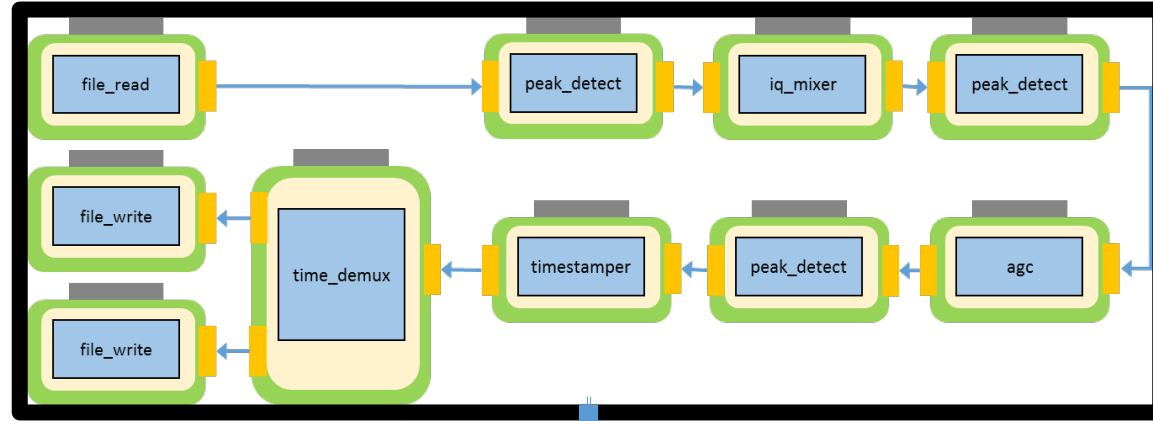 file_read
peak_detect
iq_mixer
peak_detect
file_write
time_demux
timestamper
peak_detect
agc
file_write